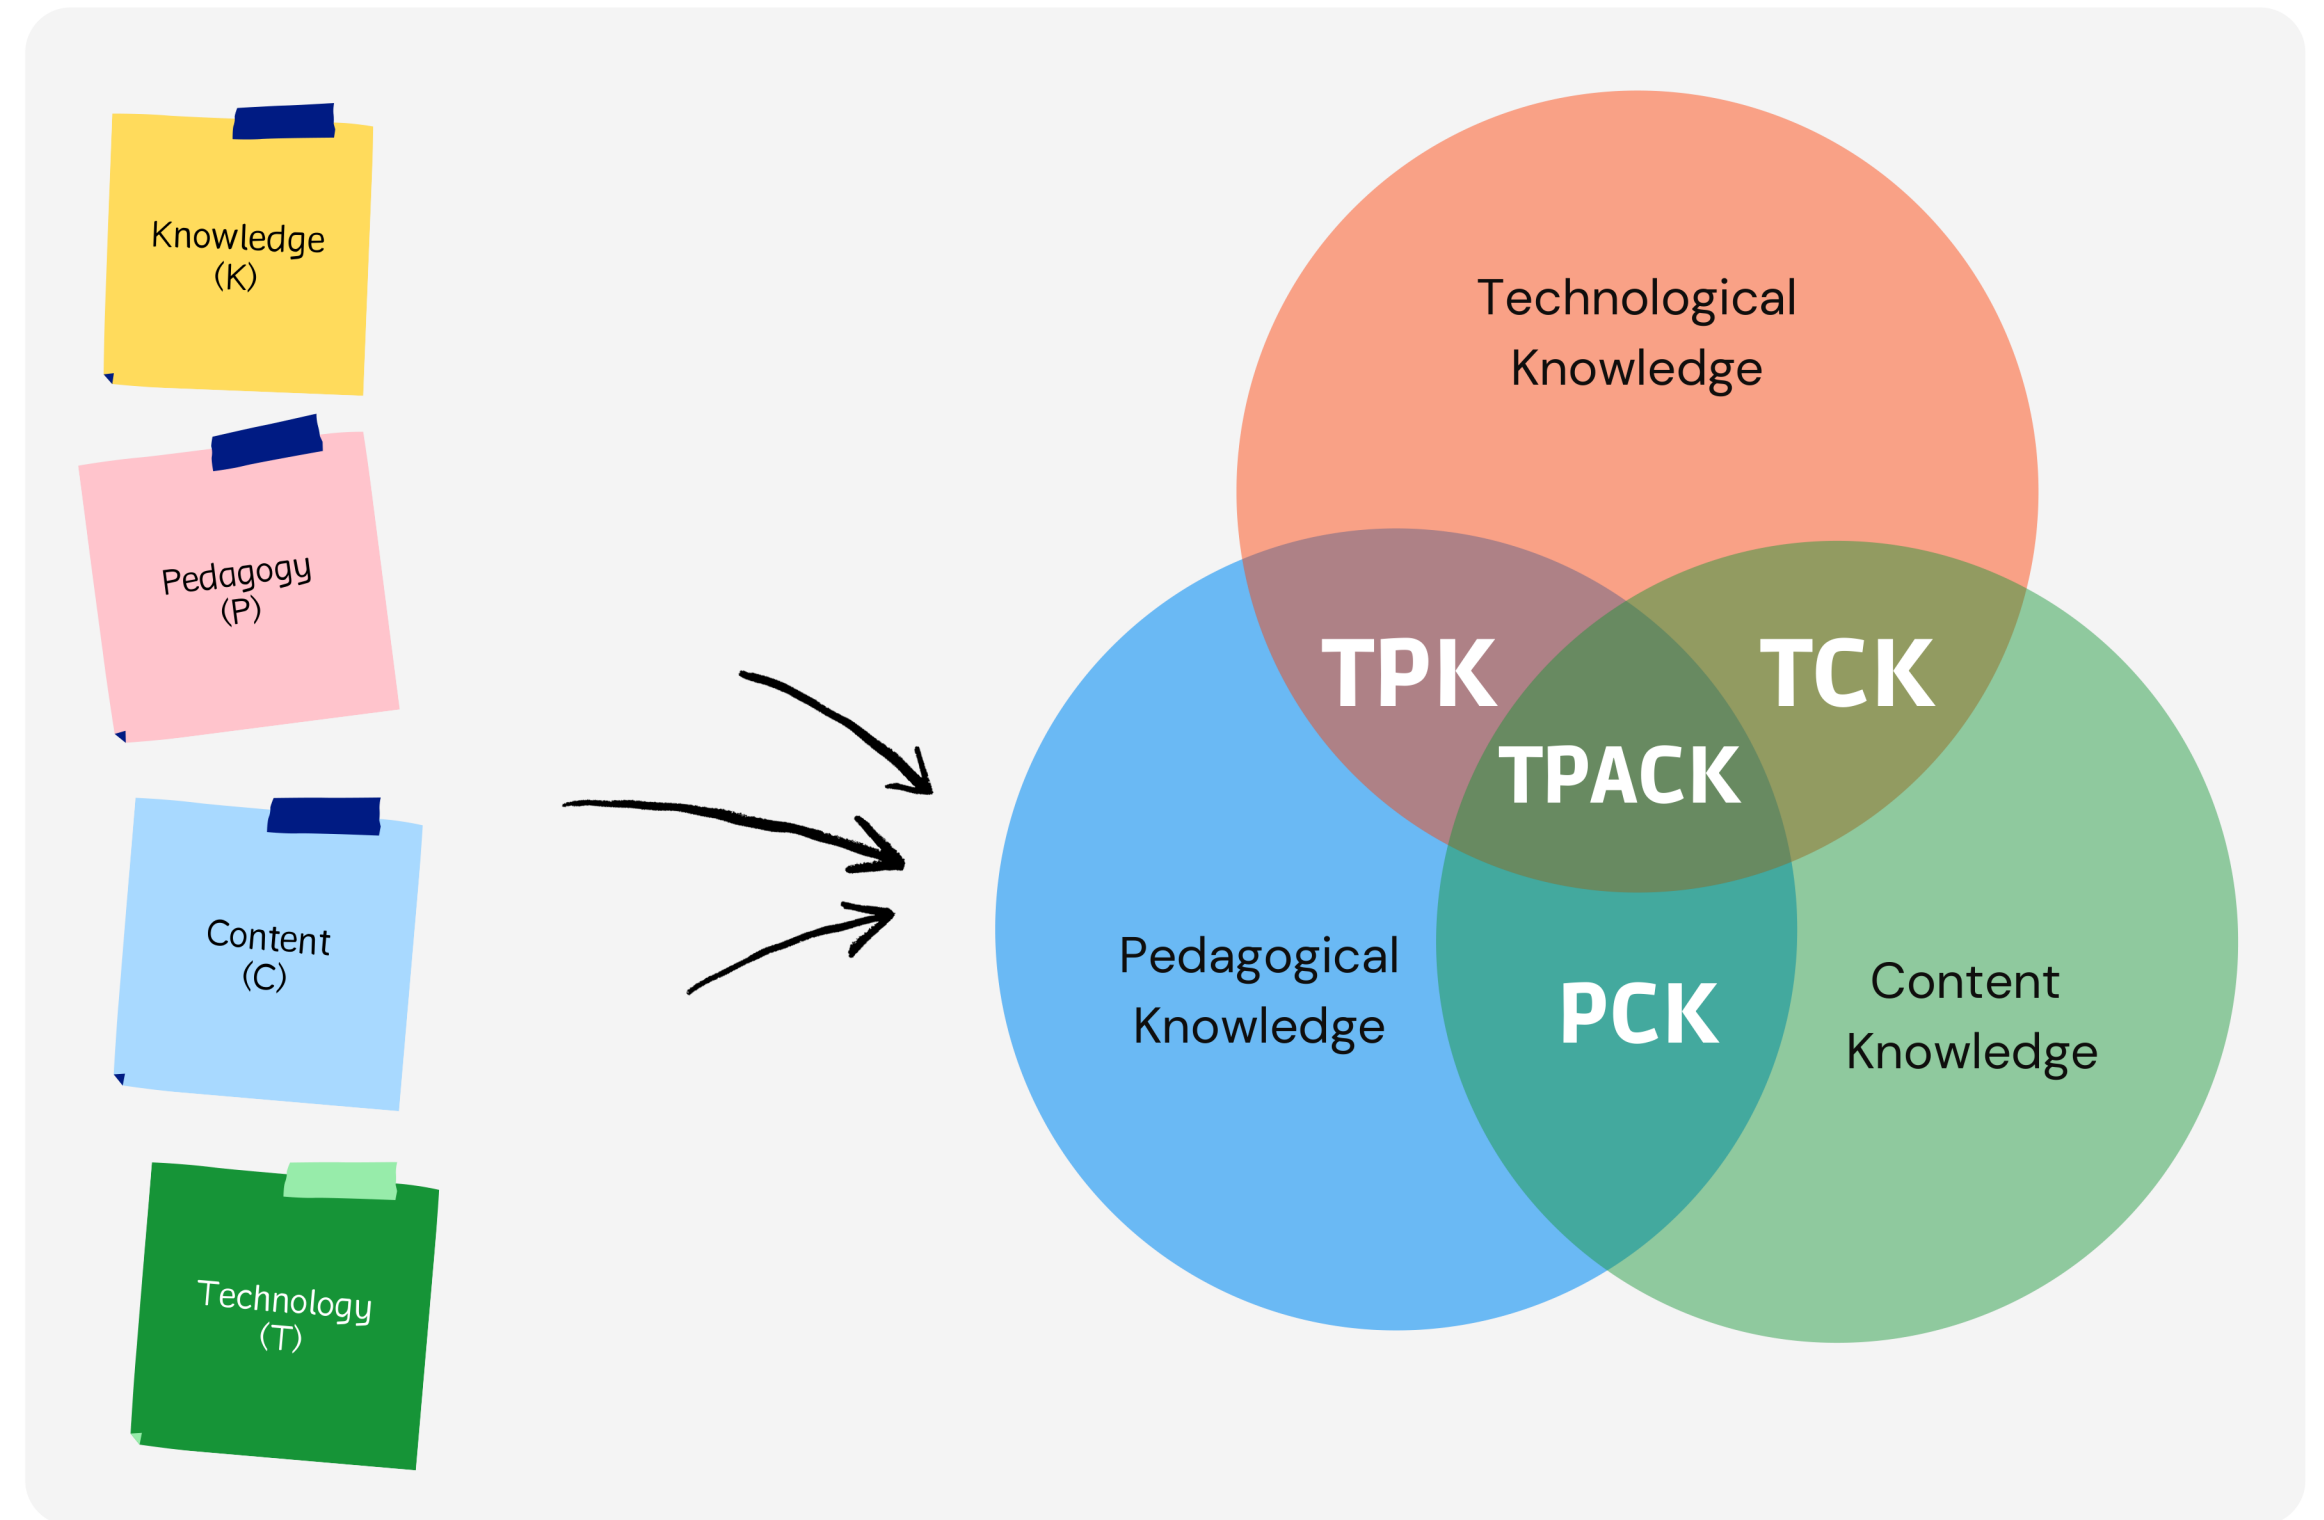 Knowledge
(K)
Pedagogy
(P)
Content
(C)
Technology
(T)
Technological
Knowledge
TPK
TCK
TPACK
Pedagogical
Knowledge
PCK
Content
Knowledge